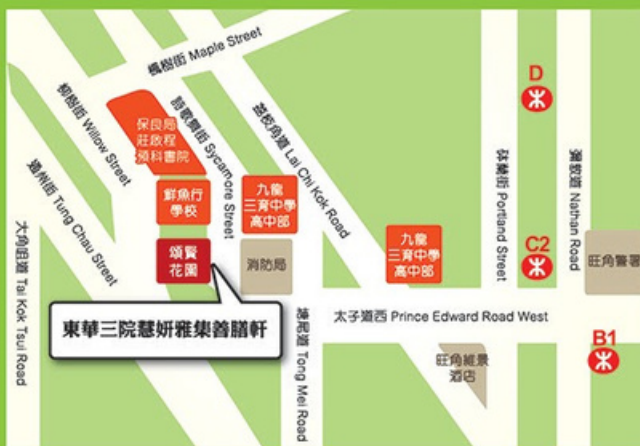 楓樹街 Maple Street
柳樹街 Willow Street
詩歌舞街 Sycamore Street
荔枝角道 Lai Chi Kok Road
通州街 Tung Chau Street
大角咀道 Tai Kok Tsui Road
保良局
莊啟程
預科書院
鮮魚行
學校
頌賢
花園
九龍
三育中學
高中部
消防局
九龍
三育中學
高中部
砵蘭街 Portland Street
彌敦道 Nathan Road
D
C2
旺角警署
B1
東華三院慧妍雅集善膳軒
塘尾道 Tong Mei Road
太子道西 Prince Edward Road West
旺角維景
酒店